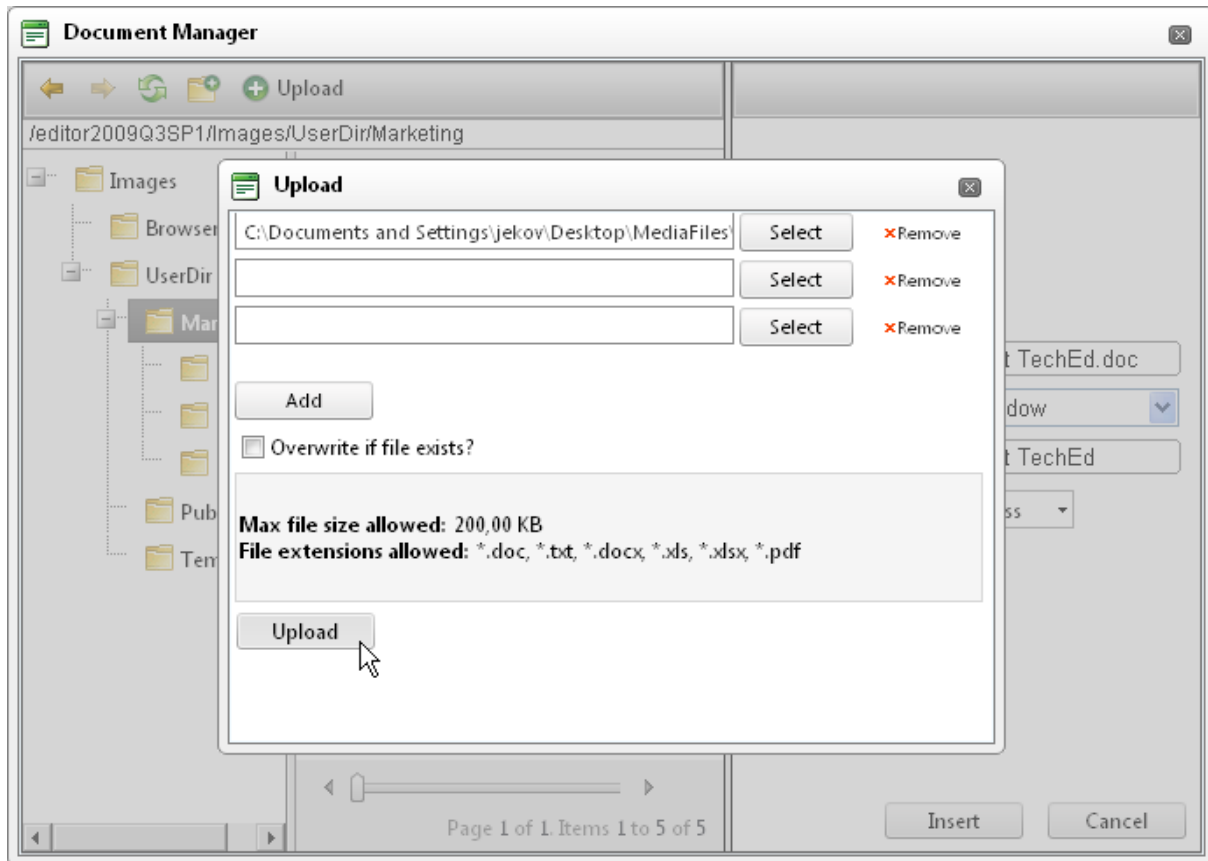 Document Manager
Upload
/editor2009Q3SP1/Images/UserDir/Marketing
Images
Browser
UserDir
Mar
Pub
Tem
Upload
C:\Documents and Settings\jekov\Desktop\MediaFiles\
Select
Remove
Select
Remove
Select
Remove
Add
Overwrite if file exists?
Max file size allowed: 200,00 KB
File extensions allowed: *.doc, *.txt, *.docx, *.xls, *.xlsx, *.pdf
Upload
t TechEd.doc
dow
t TechEd
ss
Page 1 of 1. Items 1 to 5 of 5
Insert
Cancel